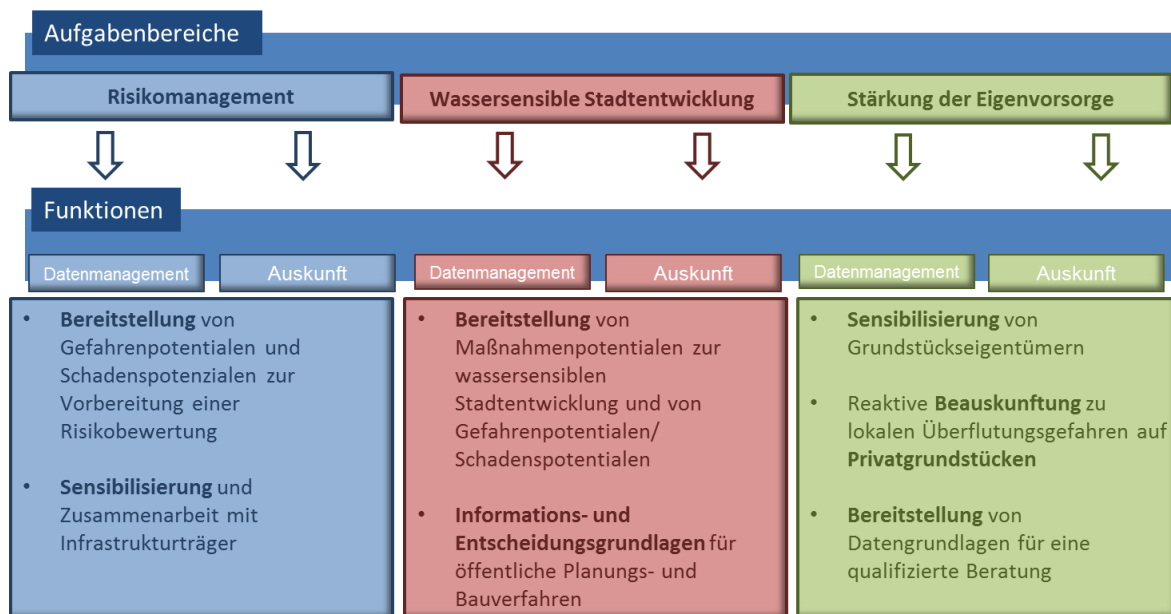 Aufgabenbereiche
Risikomanagement
Wassersensible Stadtentwicklung
Stärkung der Eigenvorsorge
Funktionen
Datenmanagement
Auskunft
Datenmanagement
Auskunft
Datenmanagement
Auskunft
• Bereitstellung von
Gefahrenpotentialen und
Schadenspotenzialen zur
Vorbereitung einer
Risikobewertung
• Sensibilisierung und
Zusammenarbeit mit
Infrastrukturträger
• Bereitstellung von
Maßnahmenpotentialen zur
wassersensiblen
Stadtentwicklung und von
Gefahrenpotentialen/
Schadenspotentialen
• Informations- und
Entscheidungsgrundlagen für
öffentliche Planungs- und
Bauverfahren
• Sensibilisierung von
Grundstückseigentümern
• Reaktive Beauskunftung zu
lokalen Überflutungsgefahren auf
Privatgrundstücken
• Bereitstellung von
Datengrundlagen für eine
qualifizierte Beratung